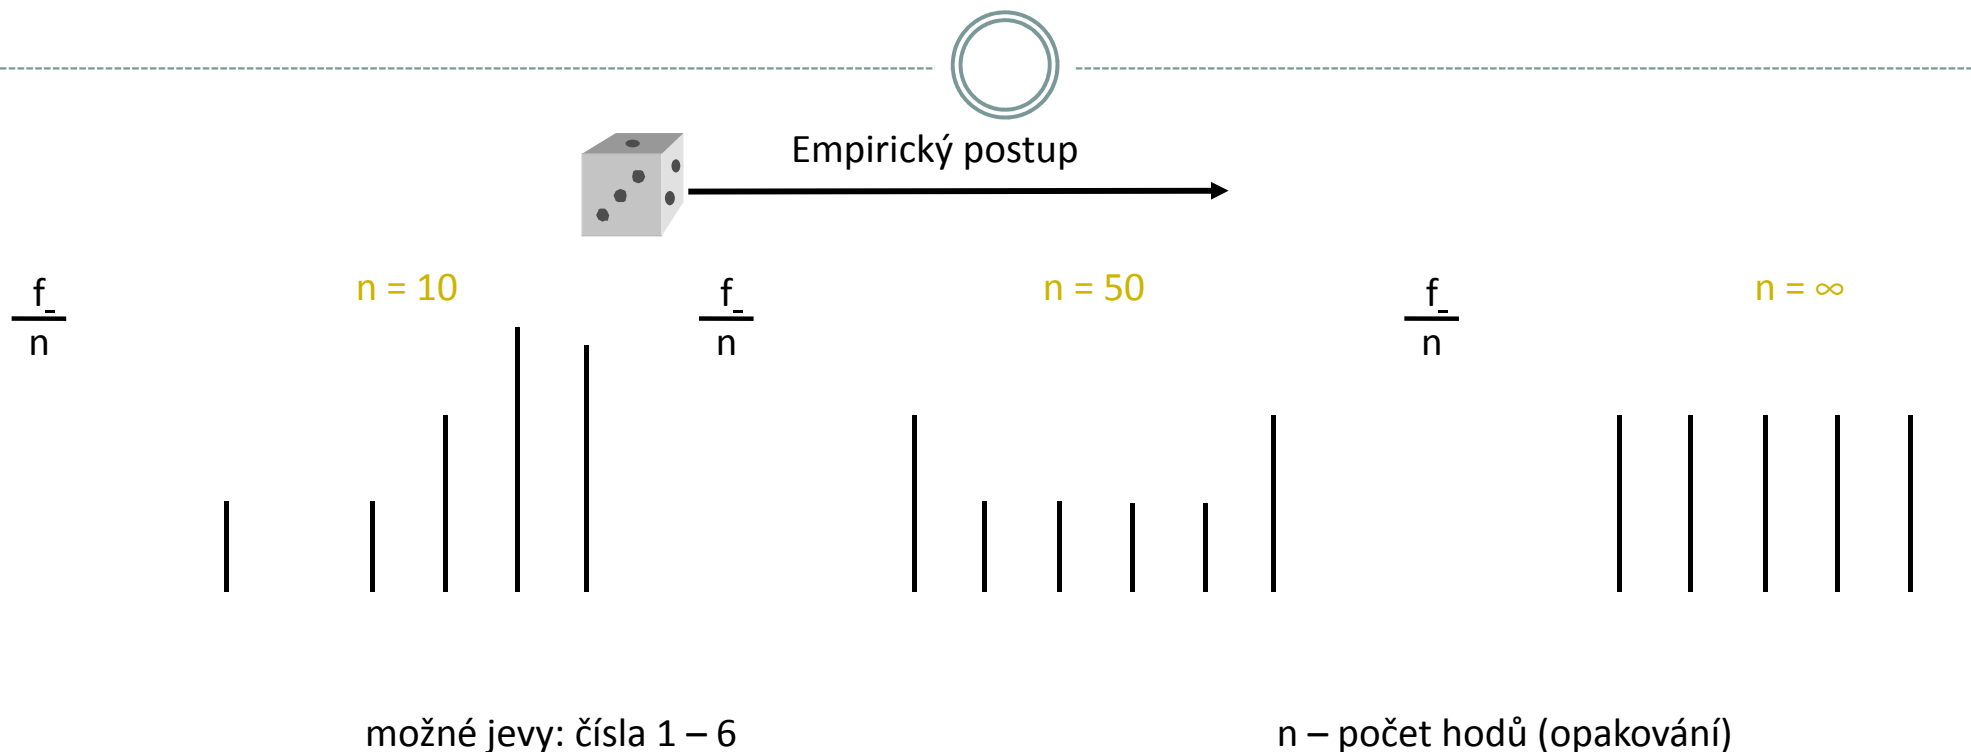 Empirický postup
f
n
n = 10
f
n
n = 50
f
n
n = ∞
možné jevy: čísla 1 – 6
n – počet hodů (opakování)